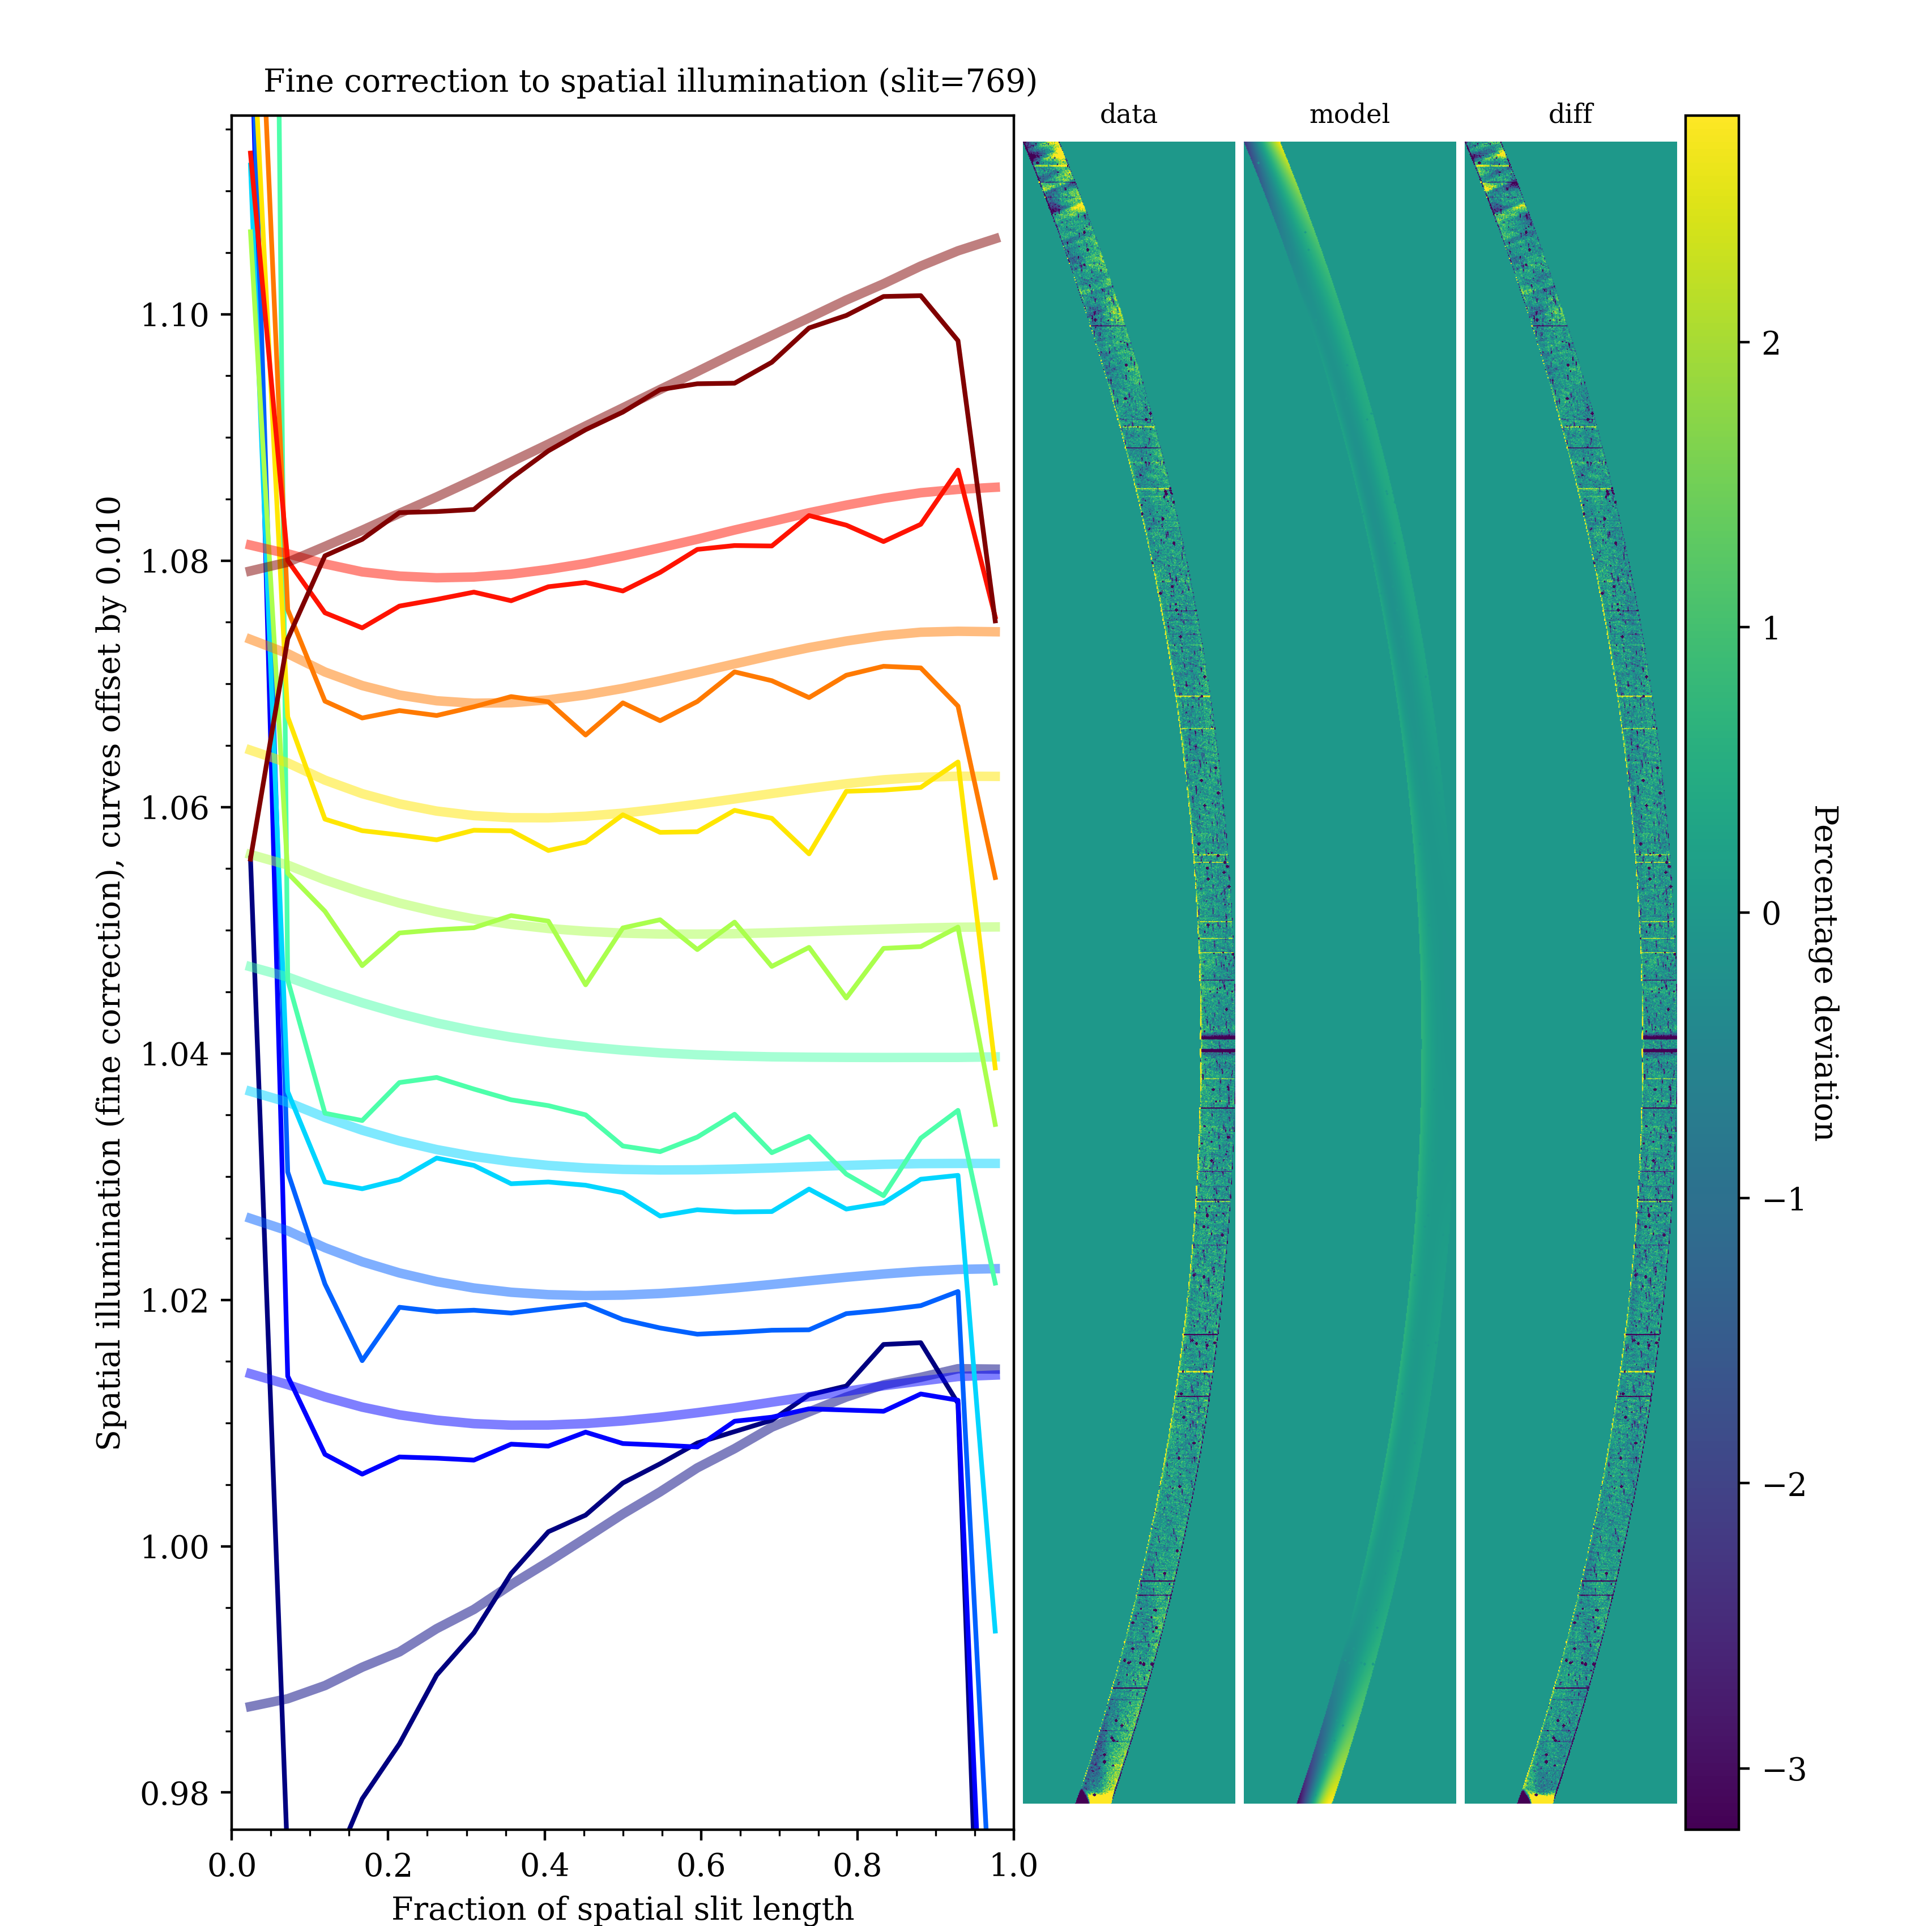 Fine correction to spatial illumination (slit=769)
data
model
diff
Spatial illumination (fine correction), curves offset by 0.010
1.10
1.08
1.06
1.04
1.02
1.00
0.98
0.0
0.2
0.4
0.6
0.8
1.0
Fraction of spatial slit length
2
1
0
−1
−2
−3
Percentage deviation